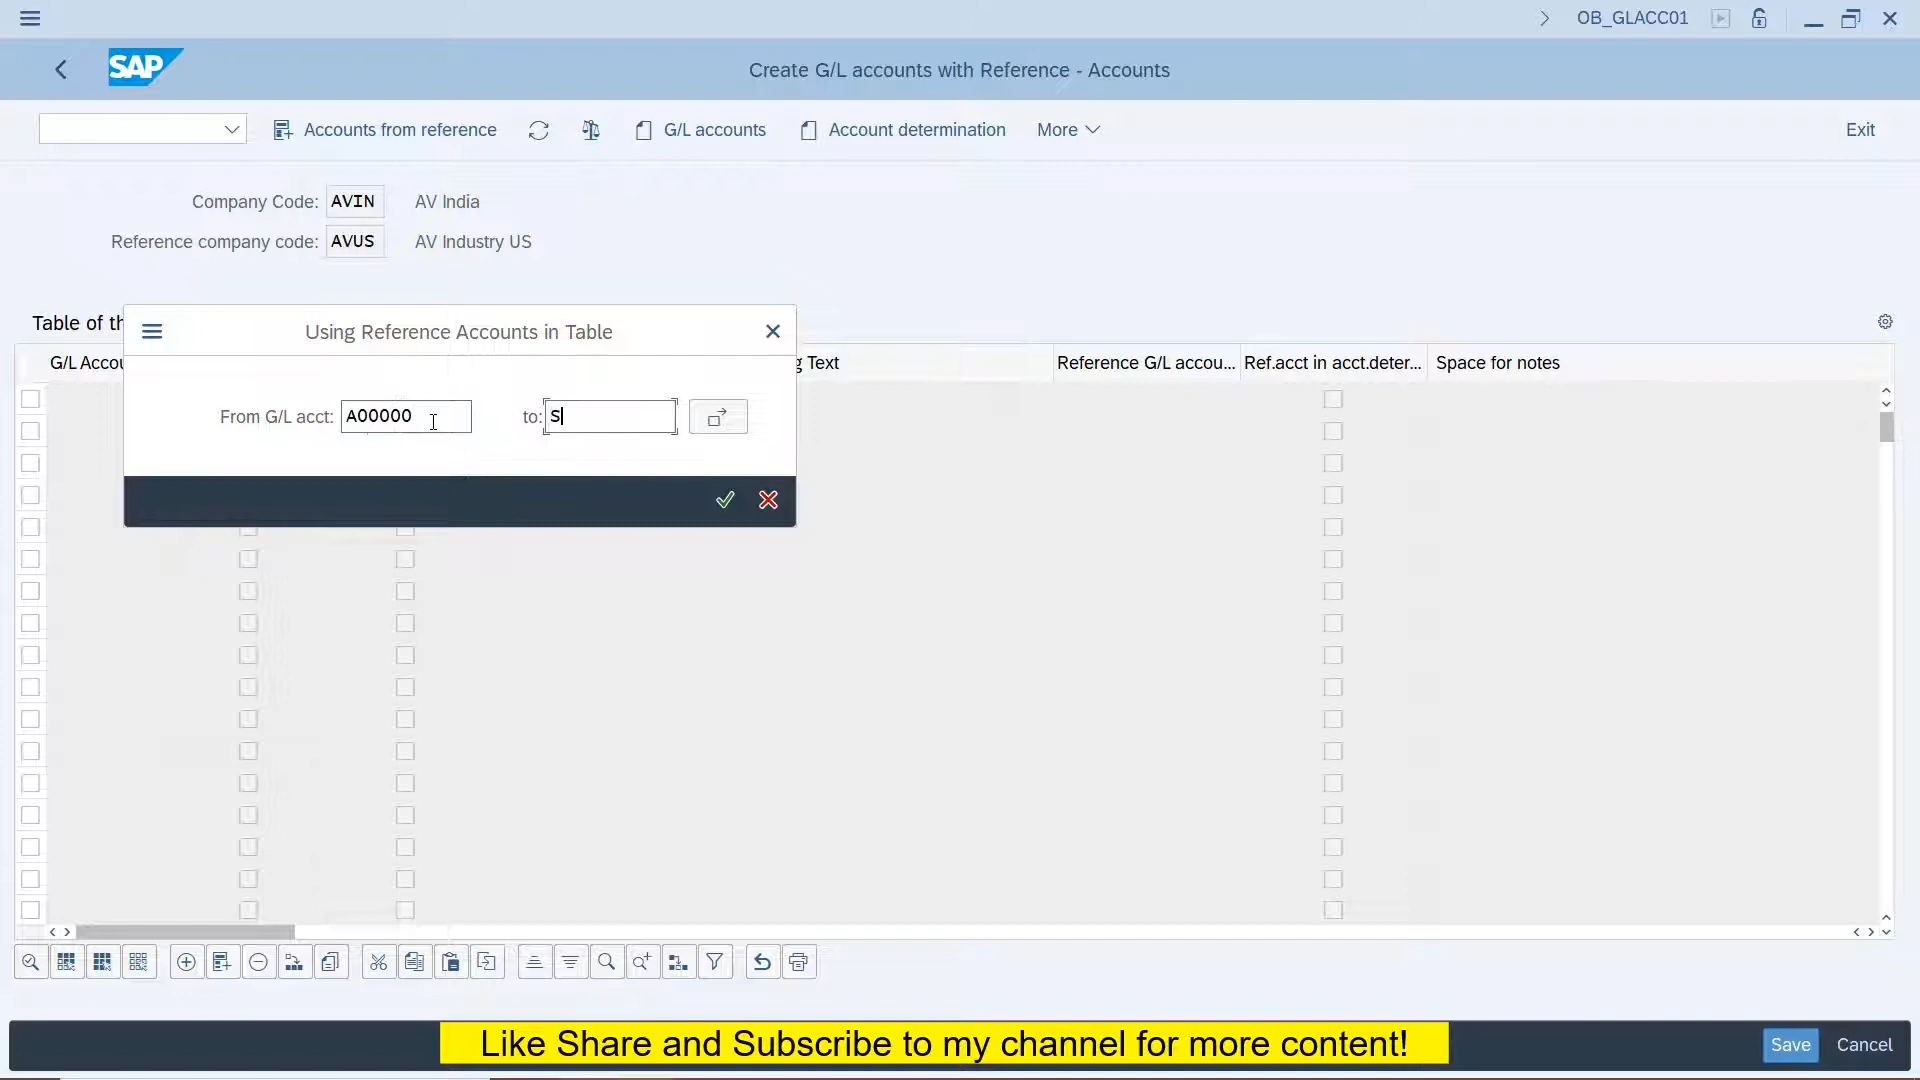 OB_GLACC01
SAP
Create G/L accounts with Reference - Accounts
Accounts from reference
G/L accounts
Account determination
More
Exit
Company Code: AVIN AV India
Reference company code: AVUS AV Industry US
Table of th
Using Reference Accounts in Table
G/L Accou
g Text
Reference G/L accou...
Ref.acct in acct.deter...
Space for notes
From G/L acct: A00000 to: S
Like Share and Subscribe to my channel for more content!
Save
Cancel